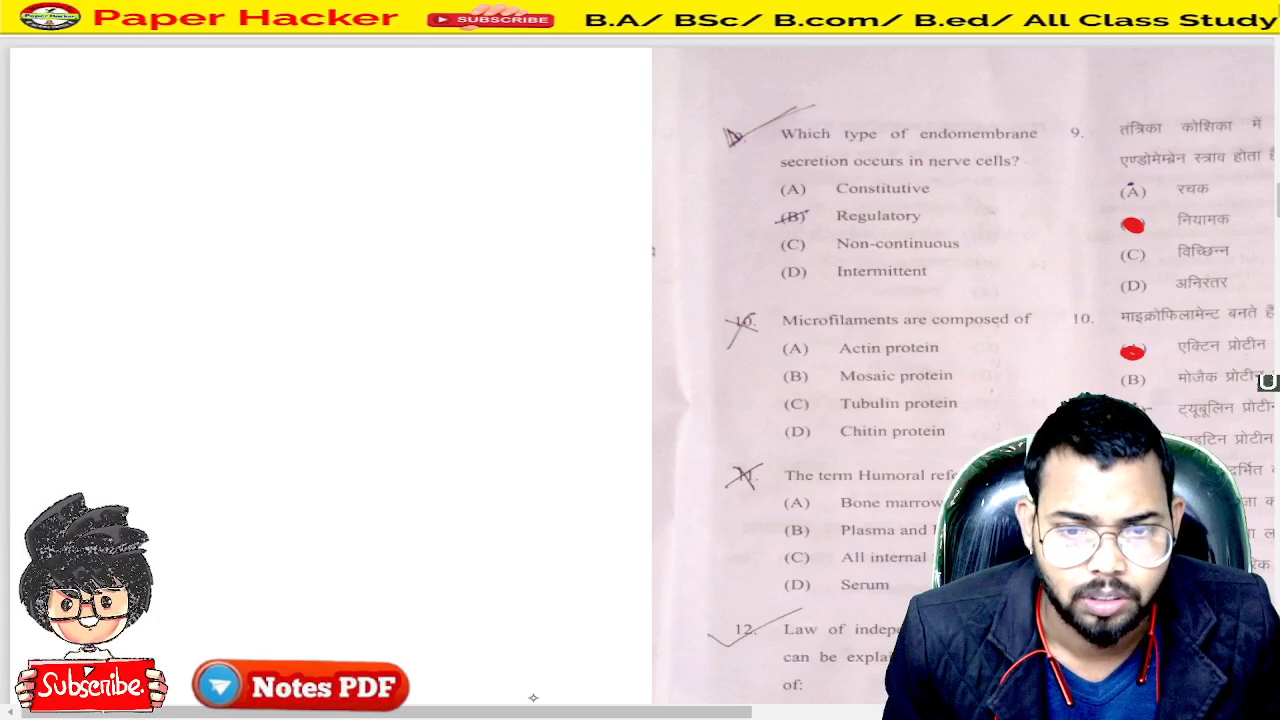 Paper Hacker
SUBSCRIBE
B.A/ BSc/ B.com/ B.ed/ All Class Study
Which type of endomembrane
secretion occurs in nerve cells?
(A) Constitutive
(B) Regulatory
(C) Non-continuous
(D) Intermittent
10. Microfilaments are composed of
(A) Actin protein
(B) Mosaic protein
(C) Tubulin protein
(D) Chitin protein
11. The term Humoral
(A) Bone marrow
(B) Plasma and
(C) All internal
(D) Serum
12. Law of
can be
of:
9. तंत्रिका कोशिका में
एण्डोमेम्ब्रेन स्त्राव होता
(A) रचक
नियामक
(C) विच्छिन्न
(D) अनिरंतर
10. माइक्रोफिलामेन्ट बनते हैं
एक्टिन प्रोटीन
(B) मोजैक प्रोटीन
ट्यूबूलिन प्रोटीन
प्रोटीन
U
Subscribe.
Notes PDF